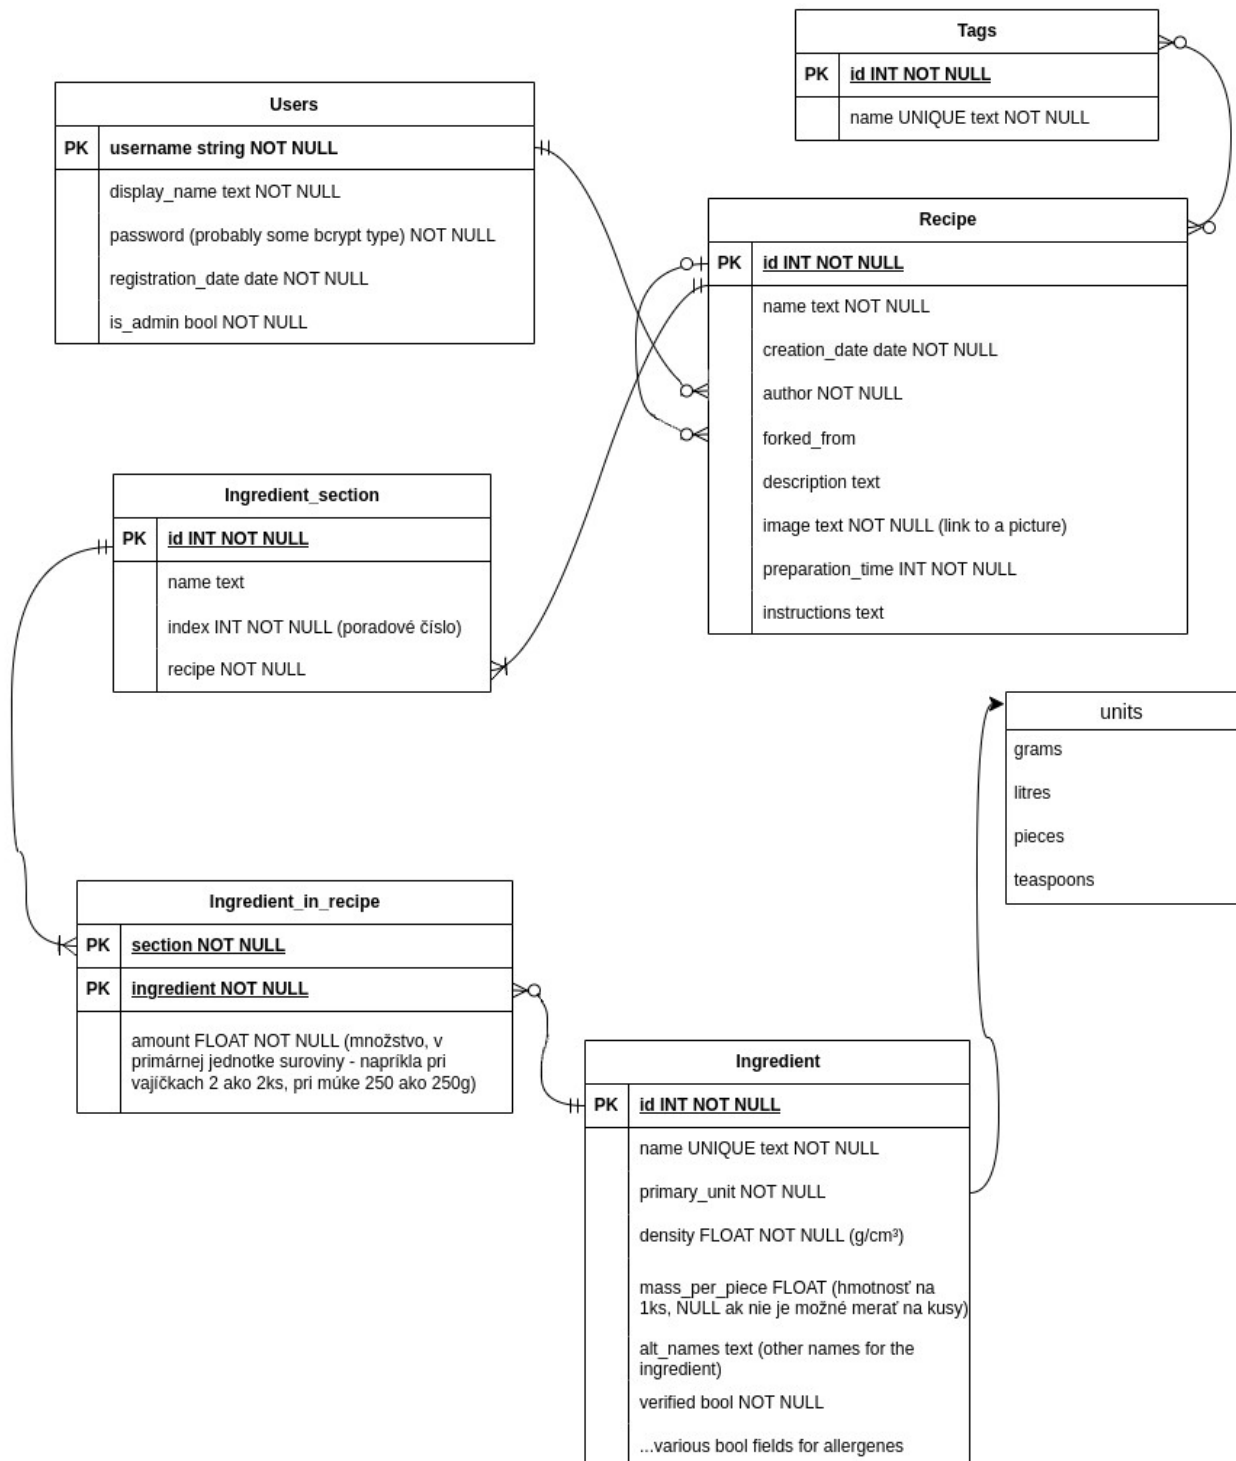 Tags
PK id INT NOT NULL
name UNIQUE text NOT NULL
Users
PK username string NOT NULL
display_name text NOT NULL
password (probably some bcrypt type) NOT NULL
registration_date date NOT NULL
is_admin bool NOT NULL
Recipe
PK id INT NOT NULL
name text NOT NULL
creation_date date NOT NULL
author NOT NULL
forked_from
description text
image text NOT NULL (link to a picture)
preparation_time INT NOT NULL
instructions text
Ingredient_section
PK id INT NOT NULL
name text
index INT NOT NULL (poradové číslo)
recipe NOT NULL
units
grams
litres
pieces
teaspoons
Ingredient_in_recipe
PK section NOT NULL
PK ingredient NOT NULL
amount FLOAT NOT NULL (množstvo, v
primárnej jednotke suroviny - napríkla pri
vajíčkach 2 ako 2ks, pri múke 250 ako 250g)
Ingredient
PK id INT NOT NULL
name UNIQUE text NOT NULL
primary_unit NOT NULL
density FLOAT NOT NULL (g/cm³)
mass_per_piece FLOAT (hmotnosť na
1ks, NULL ak nie je možné merať na kusy)
alt_names text (other names for the
ingredient)
verified bool NOT NULL
...various bool fields for allergenes